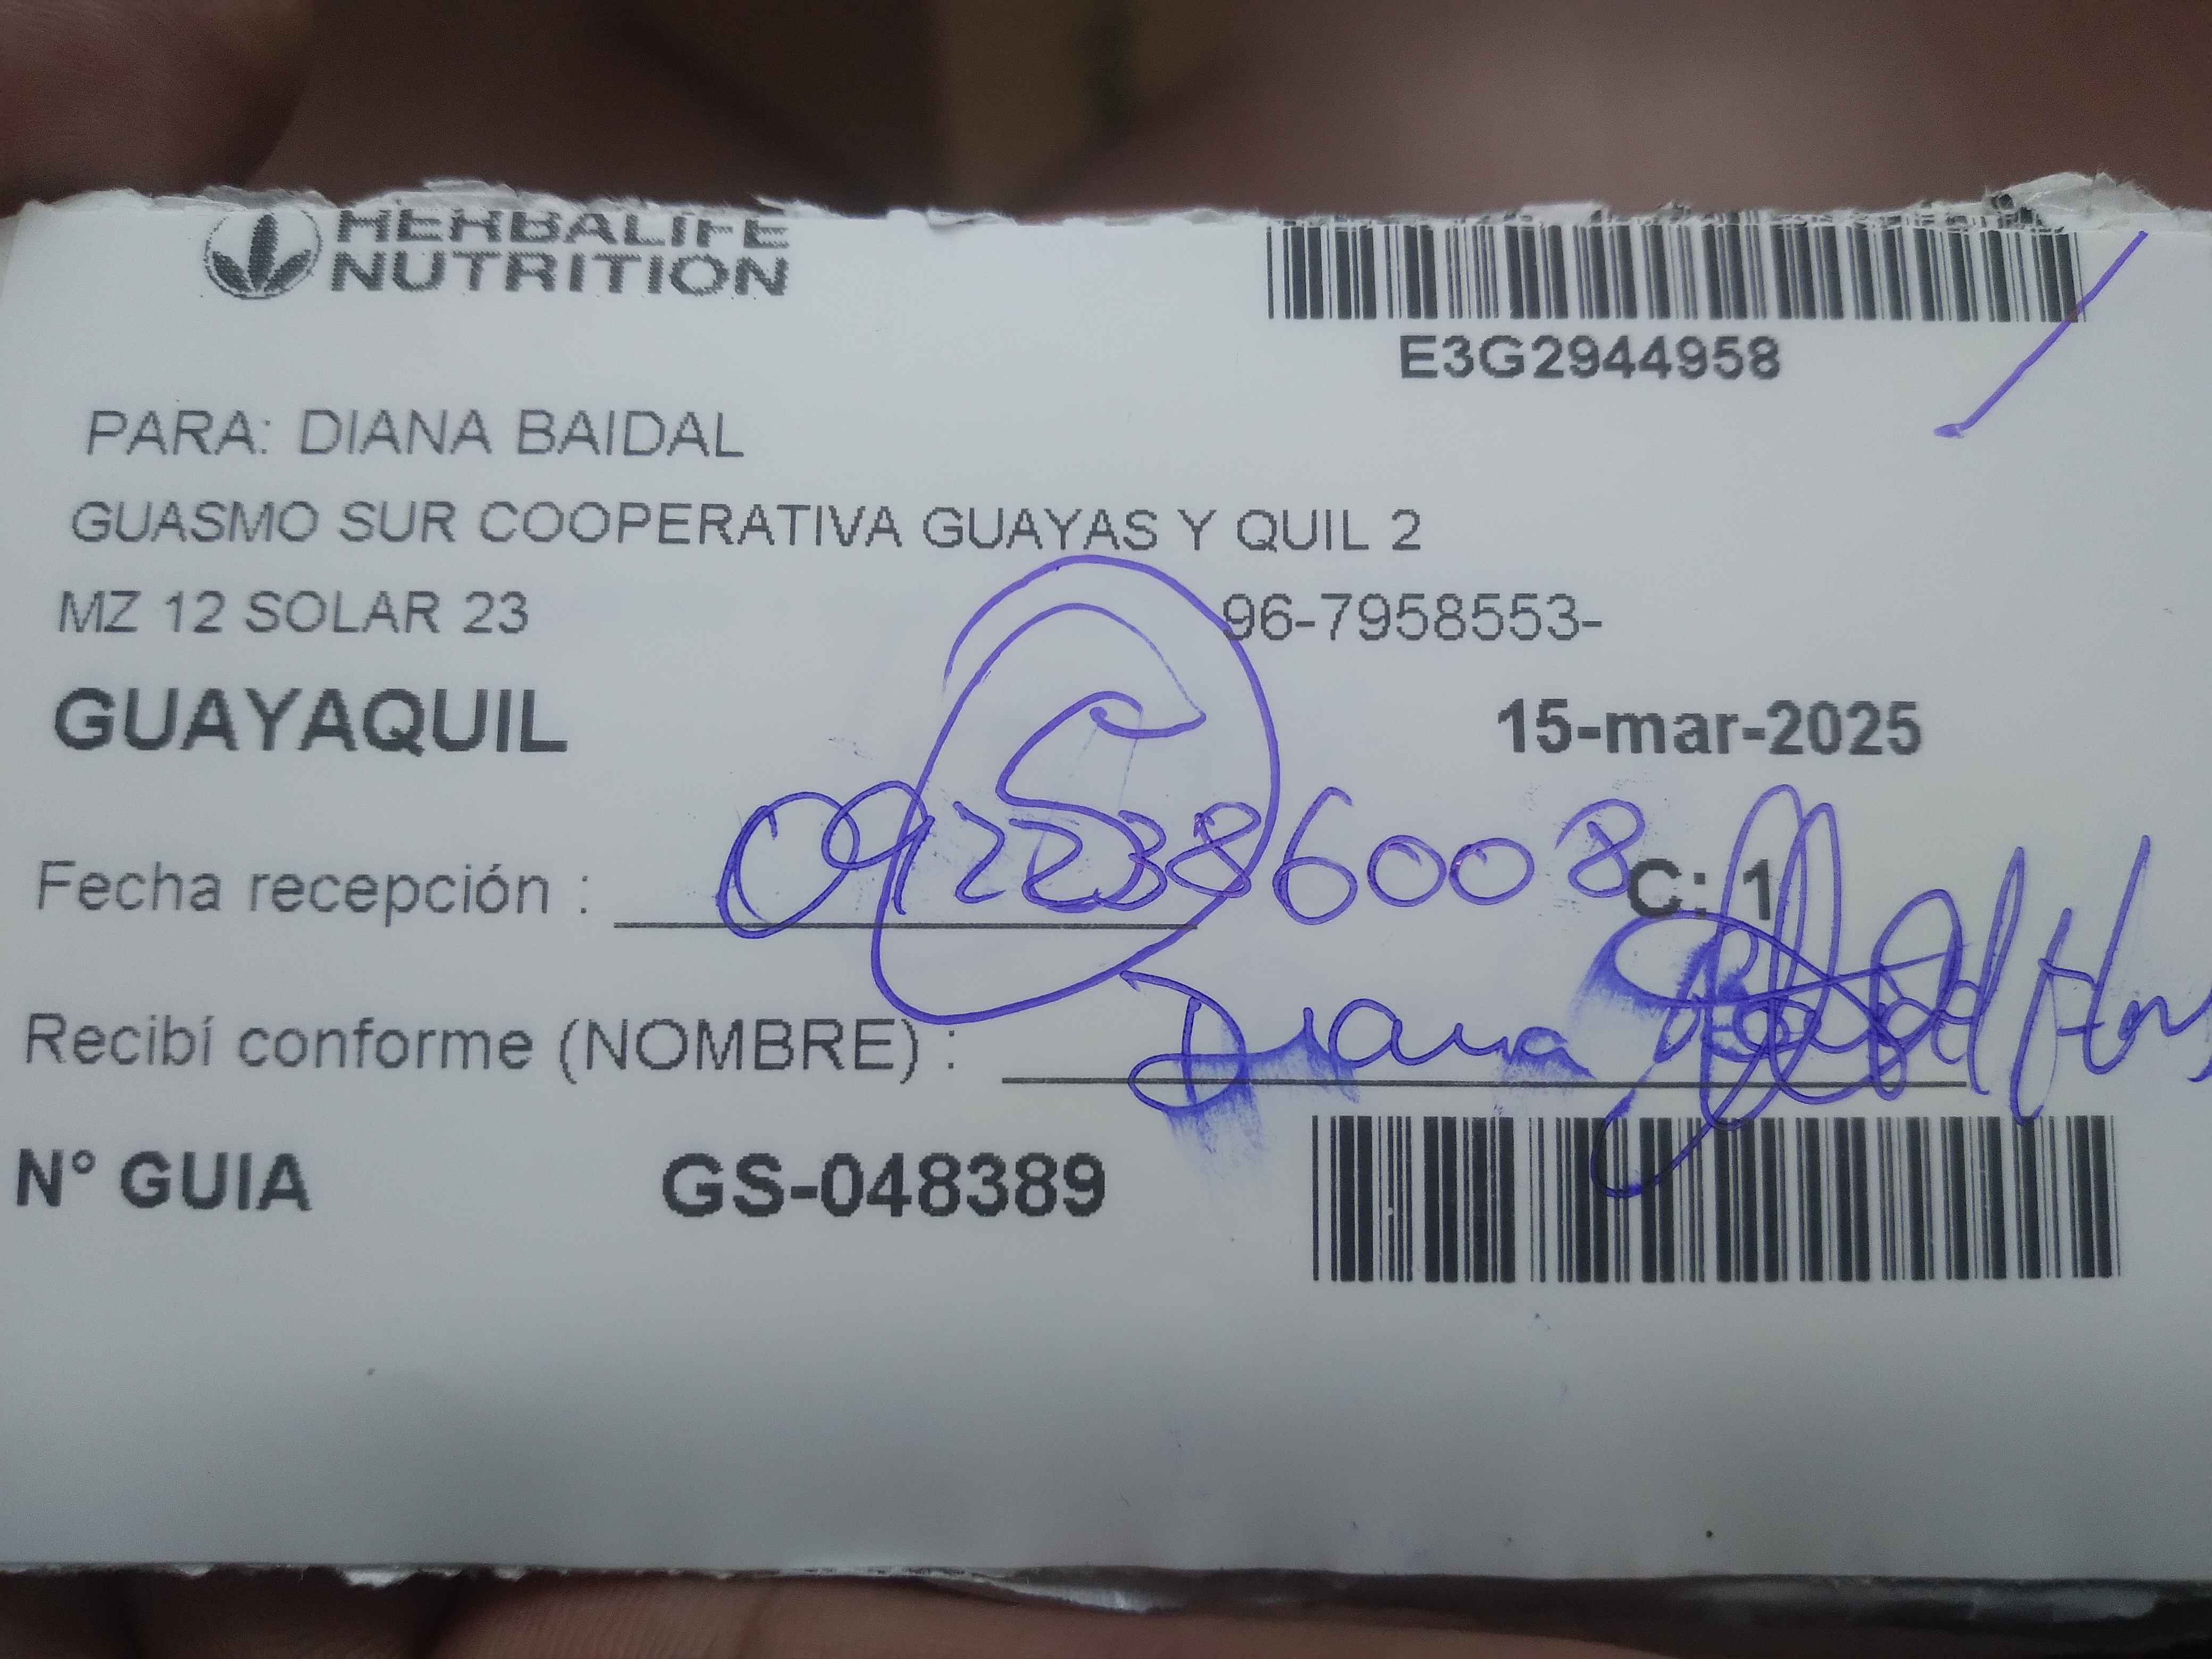 HERBALIFE
NUTRITION
E3G2944958
PARA: DIANA BAIDAL
GUASMO SUR COOPERATIVA GUAYAS Y QUIL 2
MZ 12 SOLAR 23 96-7958553-
GUAYAQUIL 15-mar-2025
Fecha recepción : 0922386008 C: 1
Recibí conforme (NOMBRE) : Diana
N° GUIA GS-048389